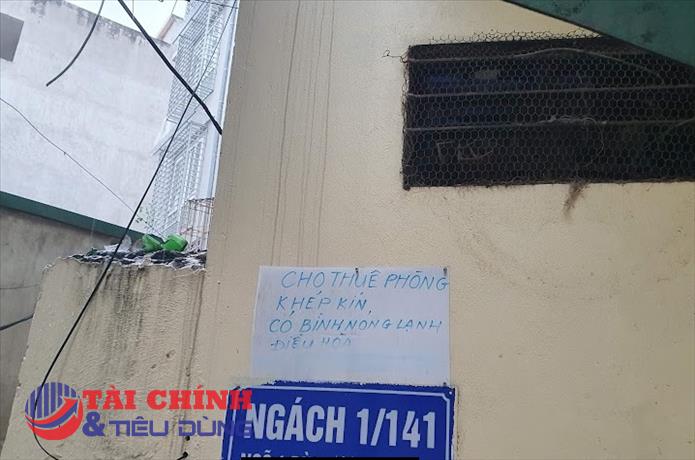 CHO THUÊ PHÒNG
KHÉP KÍN,
CÓ BÌNH NÓNG LẠNH
ĐIỀU HÒA
NGÁCH 1/141
TÀI CHÍNH
& TIÊU DÙNG